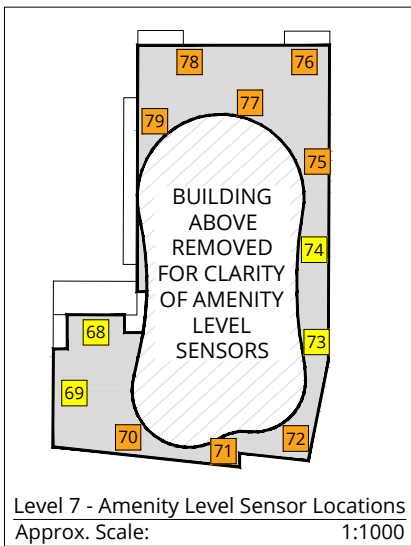 78
76
77
79
75
BUILDING
ABOVE
REMOVED
FOR CLARITY
OF AMENITY
LEVEL
SENSORS
74
73
68
69
70
71
72
Level 7 - Amenity Level Sensor Locations
Approx. Scale: 1:1000